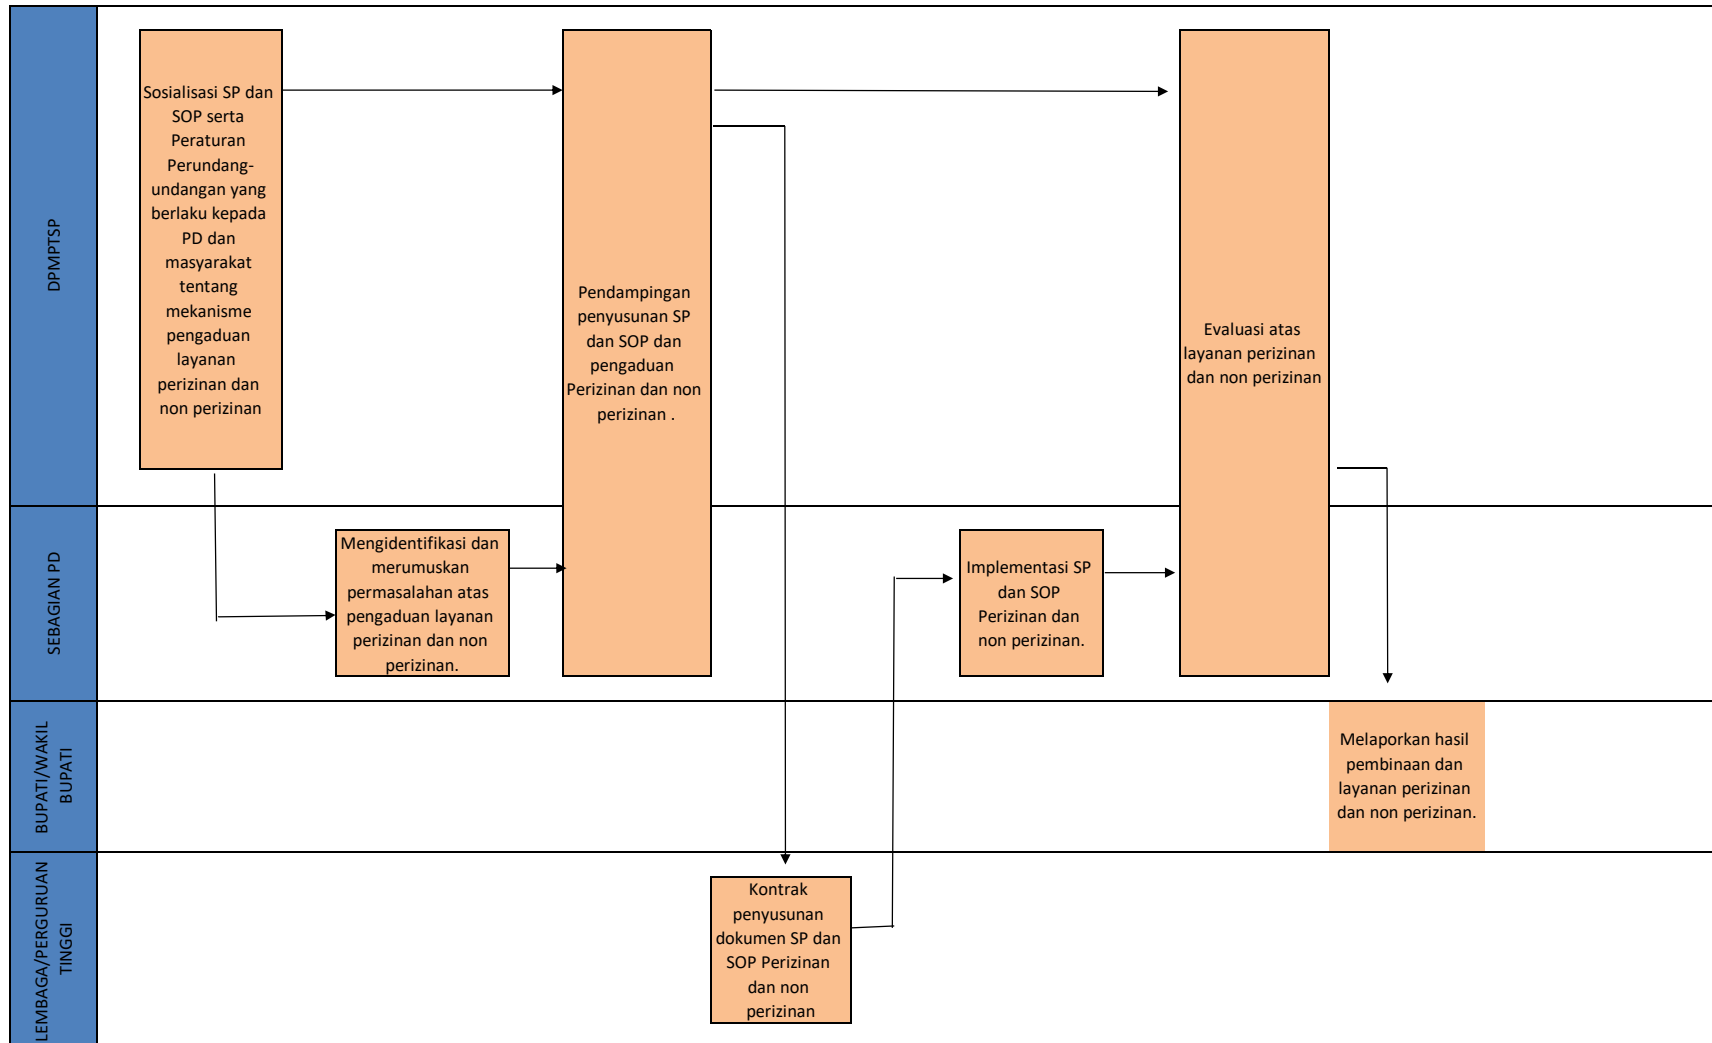 DPMPTSP
Sosialisasi SP dan
SOP serta
Peraturan
Perundang-
undangan yang
berlaku kepada
PD dan
masyarakat
tentang
mekanisme
pengaduan
layanan
perizinan dan
non perizinan
Pendampingan
penyusunan SP
dan SOP dan
pengaduan
Perizinan dan non
perizinan .
Evaluasi atas
layanan perizinan
dan non perizinan
SEBAGIAN PD
Mengidentifikasi dan
merumuskan
permasalahan atas
pengaduan layanan
perizinan dan non
perizinan.
Implementasi SP
dan SOP
Perizinan dan
non perizinan.
BUPATI/WAKIL
BUPATI
Melaporkan hasil
pembinaan dan
layanan perizinan
dan non perizinan.
LEMBAGA/PERGURUAN
TINGGI
Kontrak
penyusunan
dokumen SP dan
SOP Perizinan
dan non
perizinan